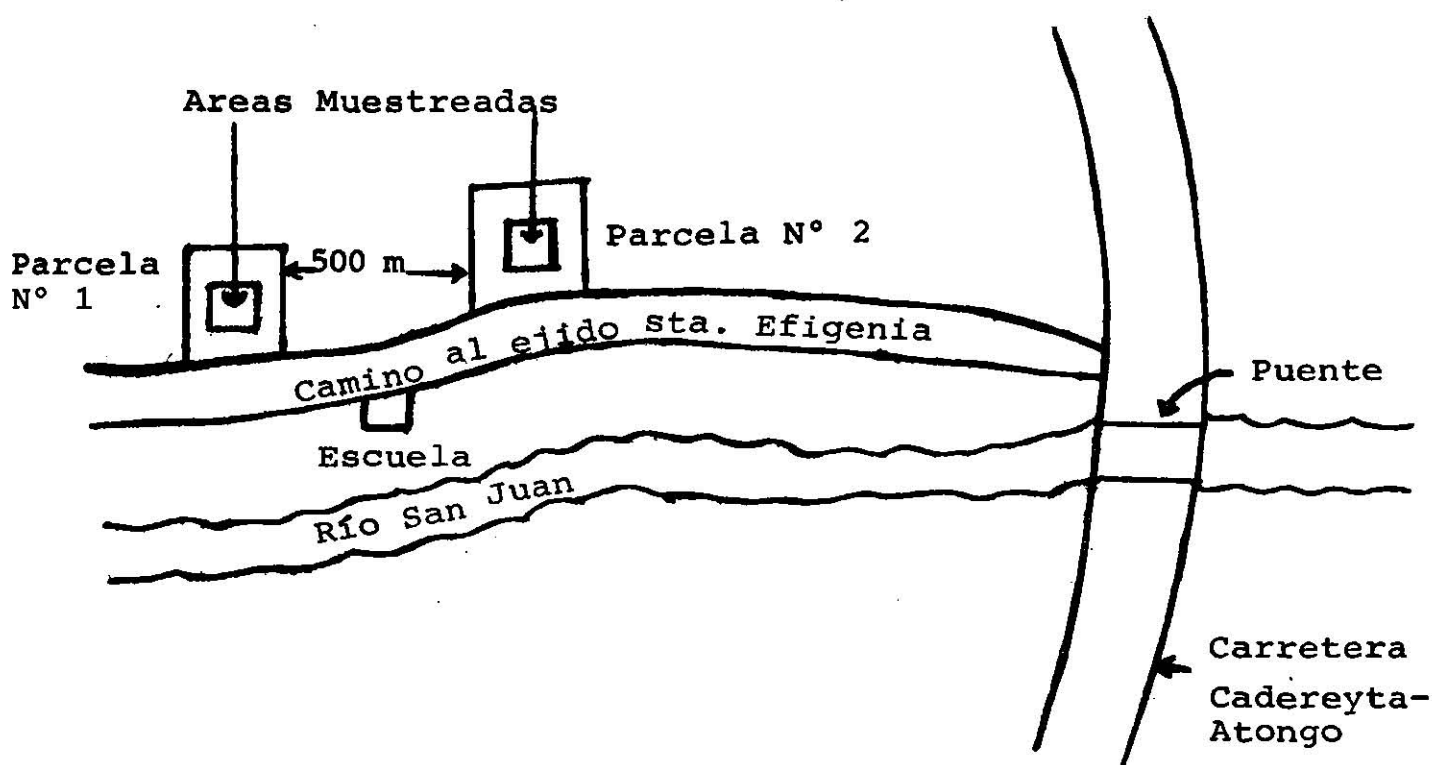 Areas Muestreadas
Parcela N° 2
500 m
Parcela
N° 1
Camino al ejido sta. Efigenia
Puente
Escuela
Río San Juan
Carretera
Cadereyta-
Atongo